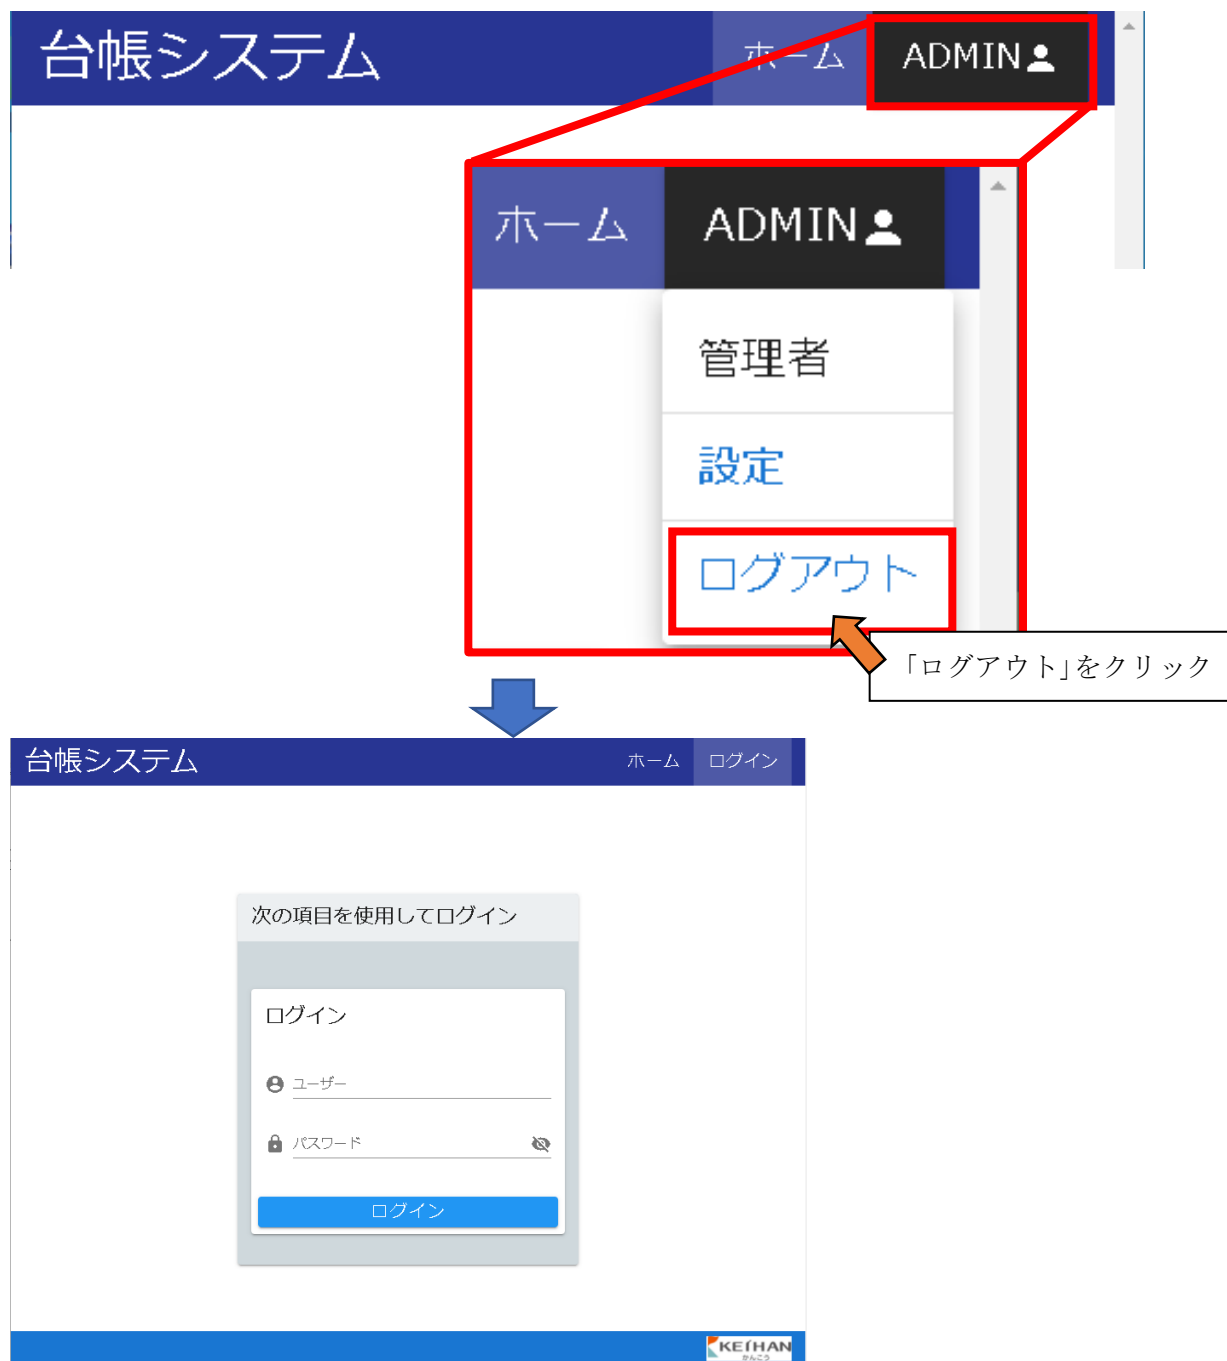 台帳システム
ホーム
ADMIN
ホーム
ADMIN
管理者
設定
ログアウト
「ログアウト」をクリック
台帳システム
ホーム
ログイン
次の項目を使用してログイン
ログイン
ユーザー
パスワード
ログイン
KEIHAN
かんこう